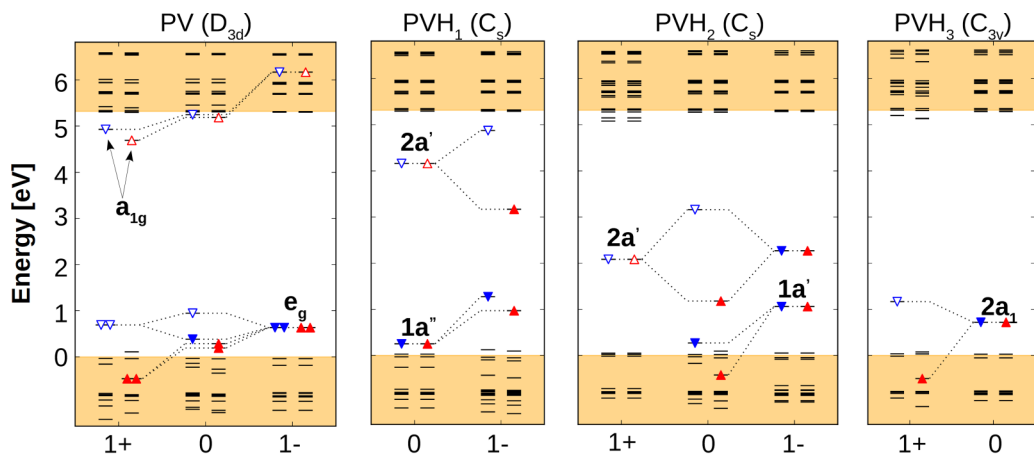 PV (D3d)
PVH1 (Cs)
PVH2 (Cs)
PVH3 (C3v)
Energy [eV]
6
5
4
3
2
1
0
a1g
eg
2a'
1a"
2a'
1a'
2a1
1+ 0 1-
0 1-
1+ 0 1-
1+ 0